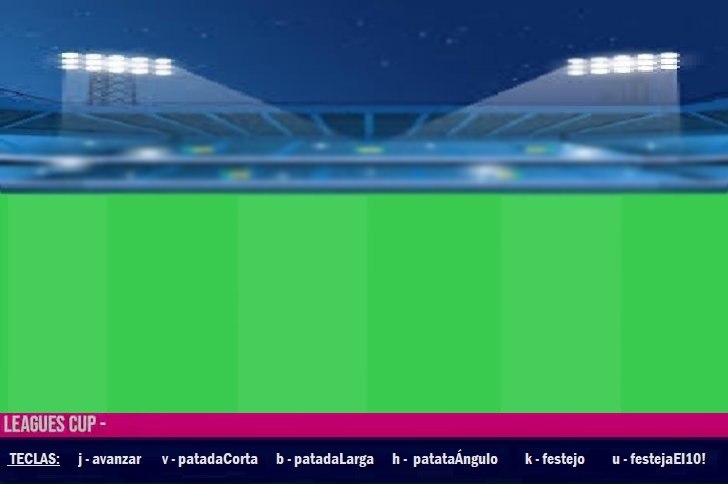 LEAGUES CUP -
TECLAS: j - avanzar v - patadaCorta b - patadaLarga h - patataÁngulo k - festejo u - festejaEl10!